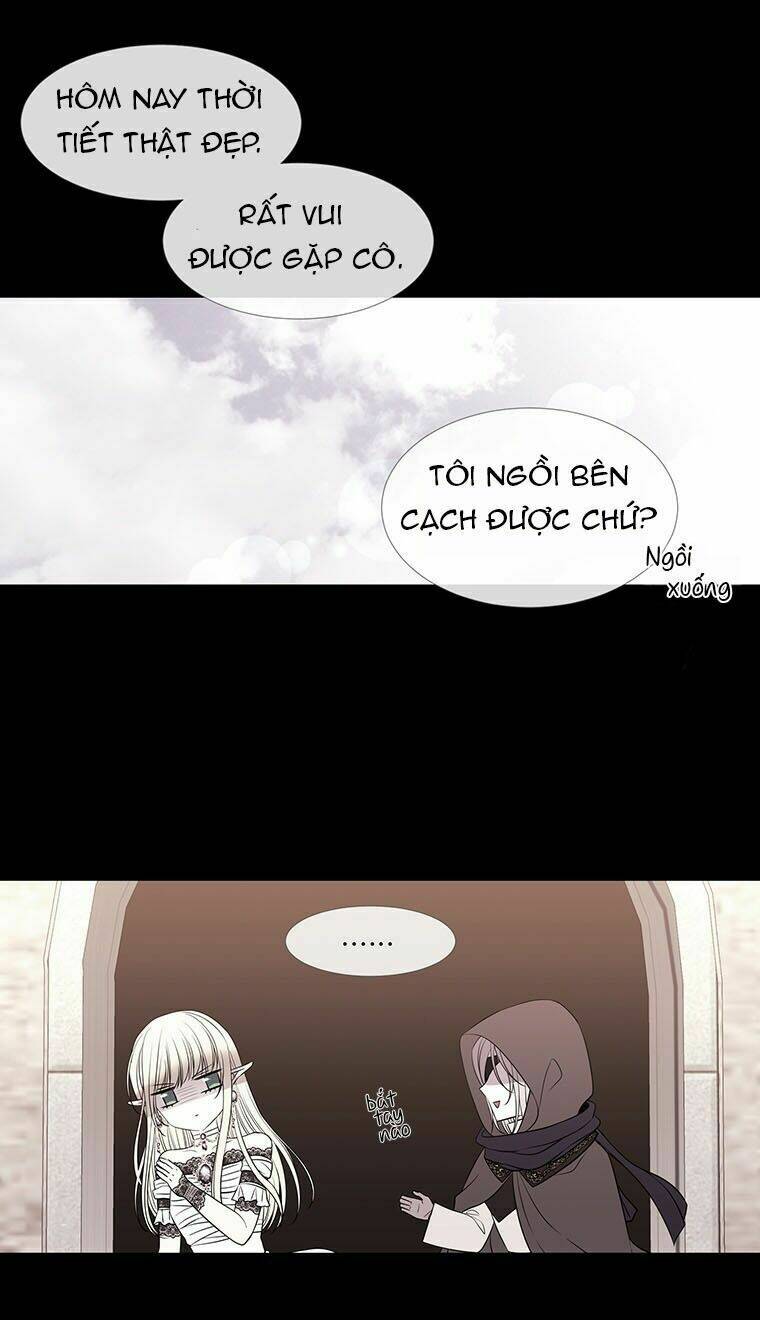 HÔM NAY THỜI
TIẾT THẬT ĐẸP.
RẤT VUI
ĐƯỢC GẶP CÔ.
TÔI NGỒI BÊN
CẠCH ĐƯỢC CHỨ?
Ngồi
xuống
......
bắt
tay
nào